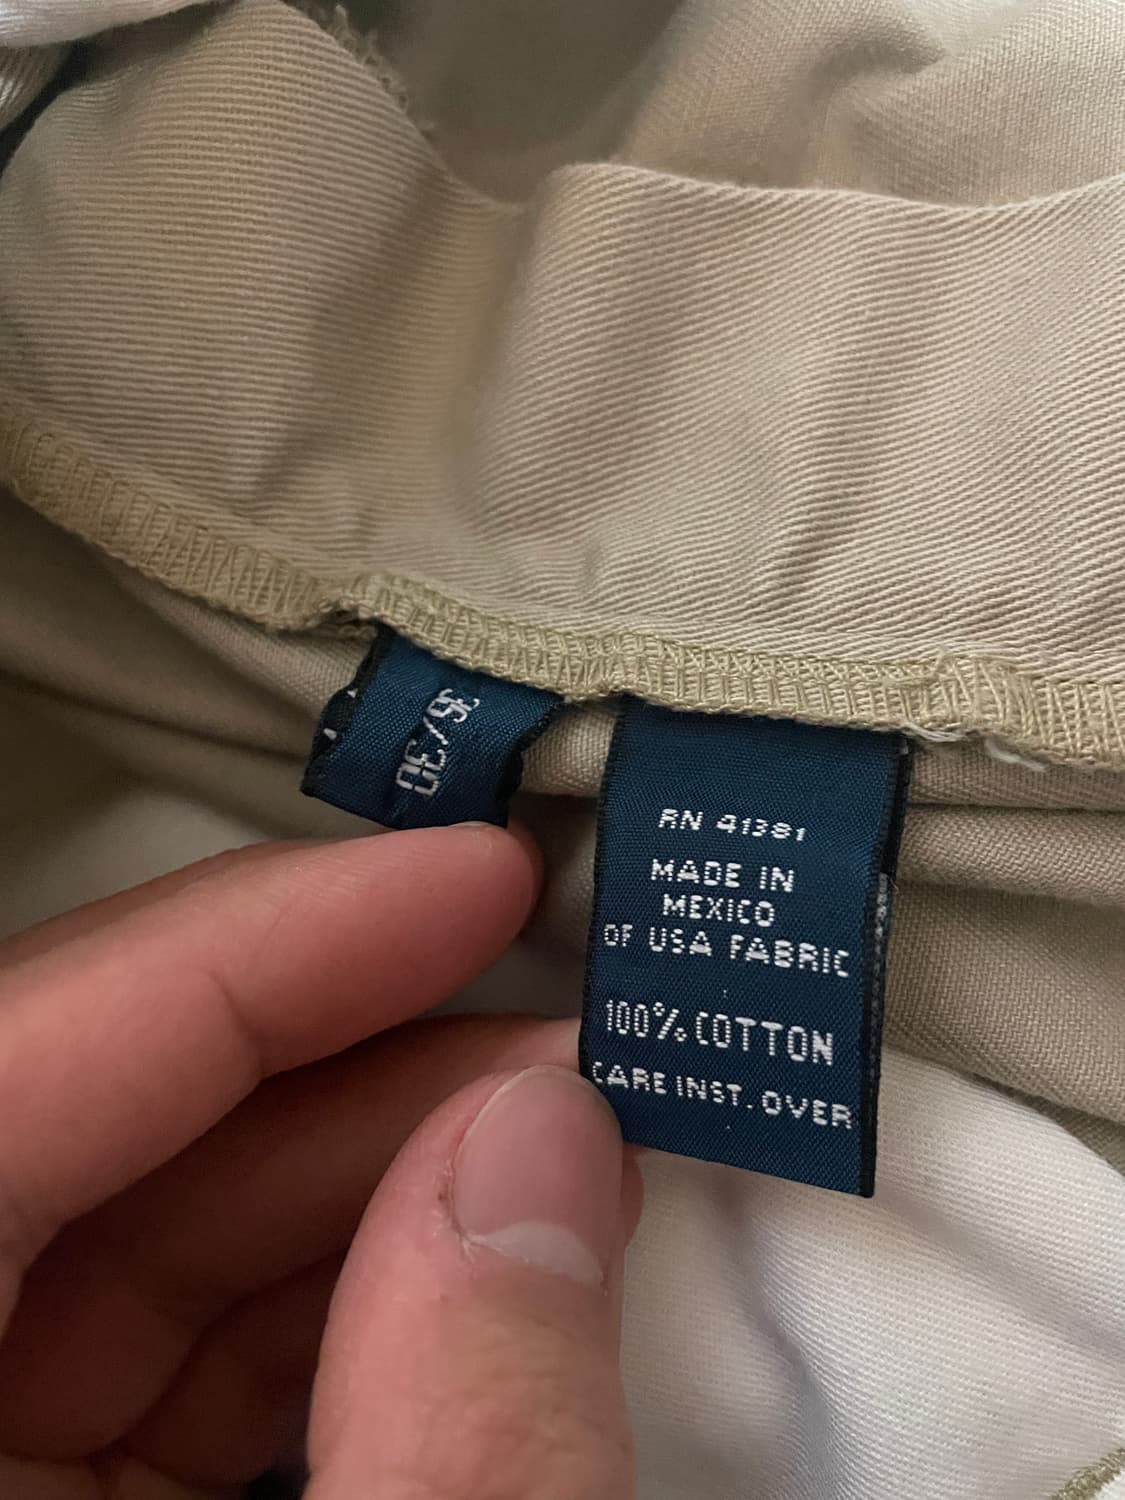 36/30
RN 41381
MADE IN
MEXICO
OF USA FABRIC
100% COTTON
CARE INST. OVER